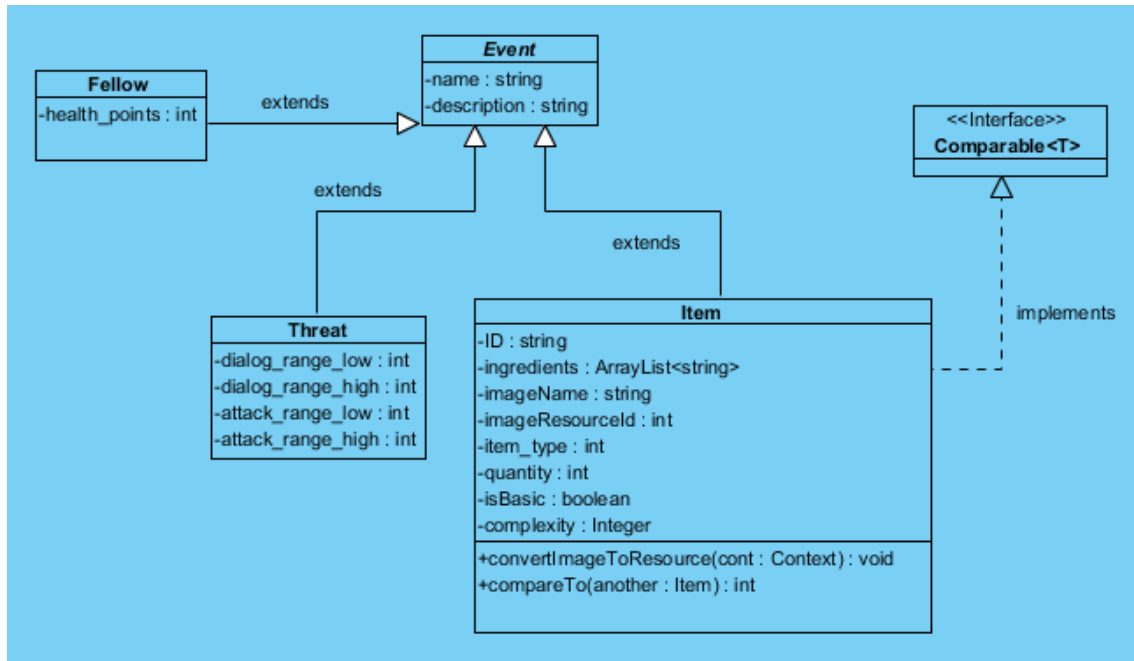 Event
-name : string
-description : string
Fellow
-health_points : int
extends
<<Interface>>
Comparable<T>
extends
extends
implements
Threat
-dialog_range_low : int
-dialog_range_high : int
-attack_range_low : int
-attack_range_high : int
Item
-ID : string
-ingredients : ArrayList<string>
-imageName : string
-imageResourceId : int
-item_type : int
-quantity : int
-isBasic : boolean
-complexity : Integer
+convertImageToResource(cont : Context) : void
+compareTo(another : Item) : int